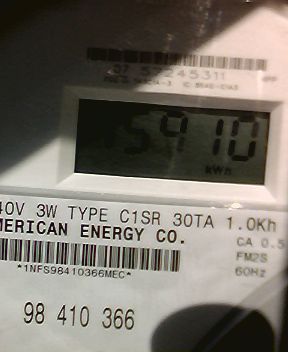 5910
kWh
40V 3W TYPE C1SR 30TA 1.0Kh
MERICAN ENERGY CO.
CA 0.5
*1NFS98410366MEC*
FM2S
60Hz
98 410 366